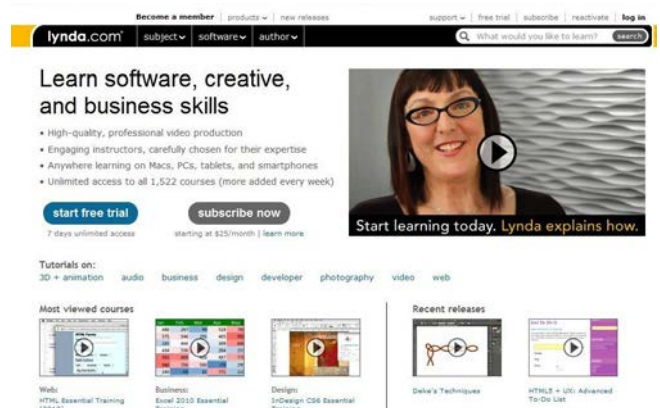 Become a member products new releases support free trial subscribe reactivate log in
lynda.com subject software author What would you like to learn? search
Learn software, creative,
and business skills
• High-quality, professional video production
• Engaging instructors, carefully chosen for their expertise
• Anywhere learning on Macs, PCs, tablets, and smartphones
• Unlimited access to all 1,522 courses (more added every week)
start free trial subscribe now
7 days unlimited access starting at $25/month | learn more
Start learning today. Lynda explains how.
Tutorials on:
3D + animation audio business design developer photography video web
Most viewed courses Recent releases
Web: Business: Design: Deke's Techniques HTML5 + UX: Advanced
HTML Essential Training Excel 2010 Essential InDesign CS6 Essential To-Do List